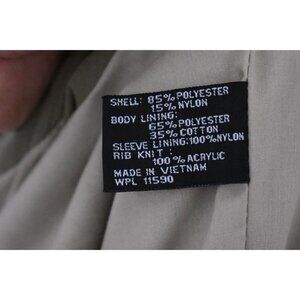 SHELL: 85% POLYESTER
15% NYLON
BODY LINING:
65% POLYESTER
35% COTTON
SLEEVE LINING: 100% NYLON
RIB KNIT :
100% ACRYLIC
MADE IN VIETNAM
WPL 11590